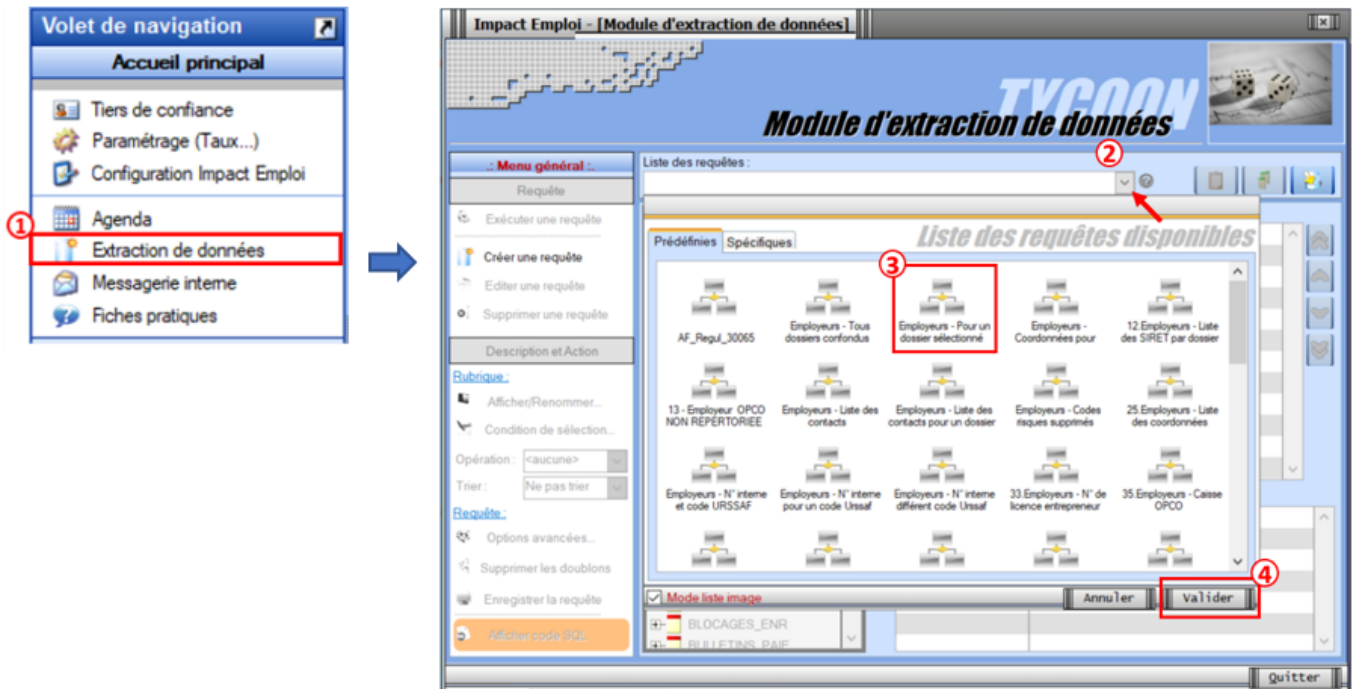 Volet de navigation
Accueil principal
Tiers de confiance
Paramétrage (Taux...)
Configuration Impact Emploi
①
Agenda
Extraction de données
Messagerie interne
Fiches pratiques
Impact Emploi - [Module d'extraction de données]
TYCOON
Module d'extraction de données
.: Menu général :.
Requête
Exécuter une requête
Créer une requête
Editer une requête
Supprimer une requête
Description et Action
Rubrique :
Afficher/Renommer...
Condition de sélection...
Opération : <aucune>
Trier : Ne pas trier
Requête :
Options avancées...
Supprimer les doublons
Enregistrer la requête
Afficher code SQL
Liste des requêtes :
②
Prédéfinies Spécifiques
Liste des requêtes disponibles
③
AF_Regul_30065
Employeurs - Tous
dossiers confondus
Employeurs - Pour un
dossier sélectionné
Employeurs -
Coordonnées pour
12.Employeurs - Liste
des SIRET par dossier
13 - Employeur OPCO
NON REPERTORIEE
Employeurs - Liste des
contacts
Employeurs - Liste des
contacts pour un dossier
Employeurs - Codes
risques supprimés
25.Employeurs - Liste
des coordonnées
Employeurs - N° interne
et code URSSAF
Employeurs - N° interne
pour un code Urssaf
Employeurs - N° interne
différent code Urssaf
33.Employeurs - N° de
licence entrepreneur
35.Employeurs - Caisse
OPCO
④
Mode liste image
Annuler
Valider
BLOCAGES_ENR
BULLETINS_PAIE
Quitter